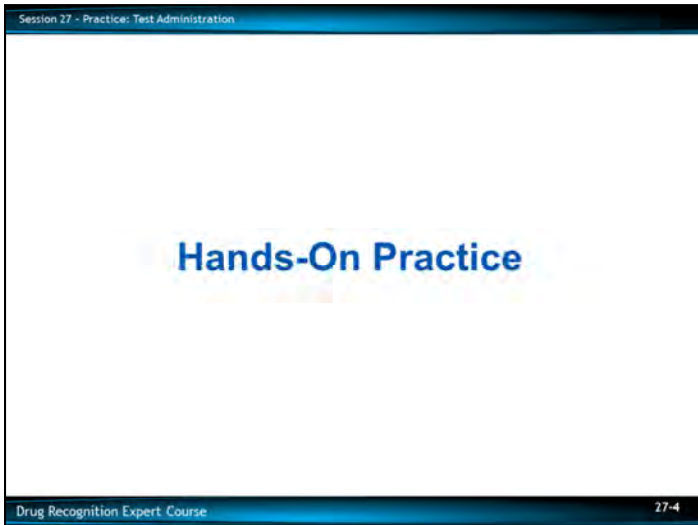 Session 27 - Practice: Test Administration
Hands-On Practice
Drug Recognition Expert Course
27-4